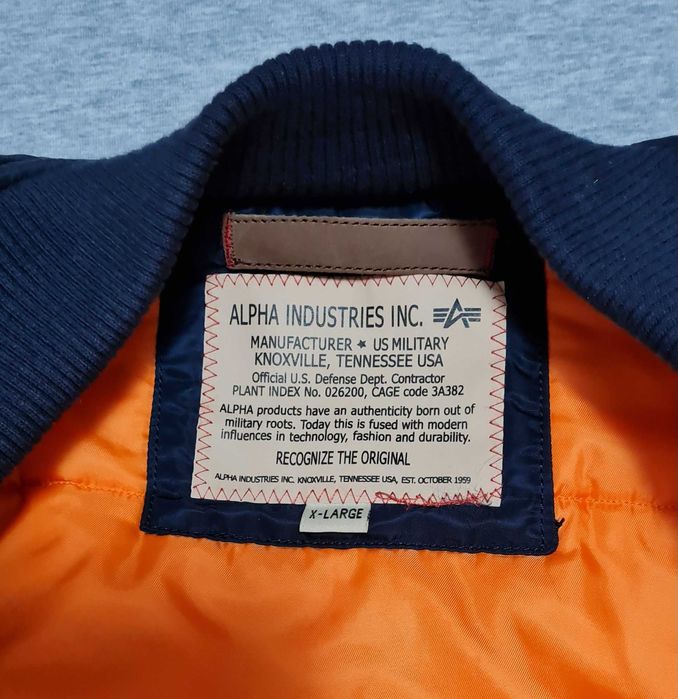 ALPHA INDUSTRIES INC.
MANUFACTURER ★ US MILITARY
KNOXVILLE, TENNESSEE USA
Official U.S. Defense Dept. Contractor
PLANT INDEX No. 026200, CAGE code 3A382
ALPHA products have an authenticity born out of
military roots. Today this is fused with modern
influences in technology, fashion and durability.
RECOGNIZE THE ORIGINAL
ALPHA INDUSTRIES INC. KNOXVILLE, TENNESSEE USA, EST. OCTOBER 1959
X-LARGE